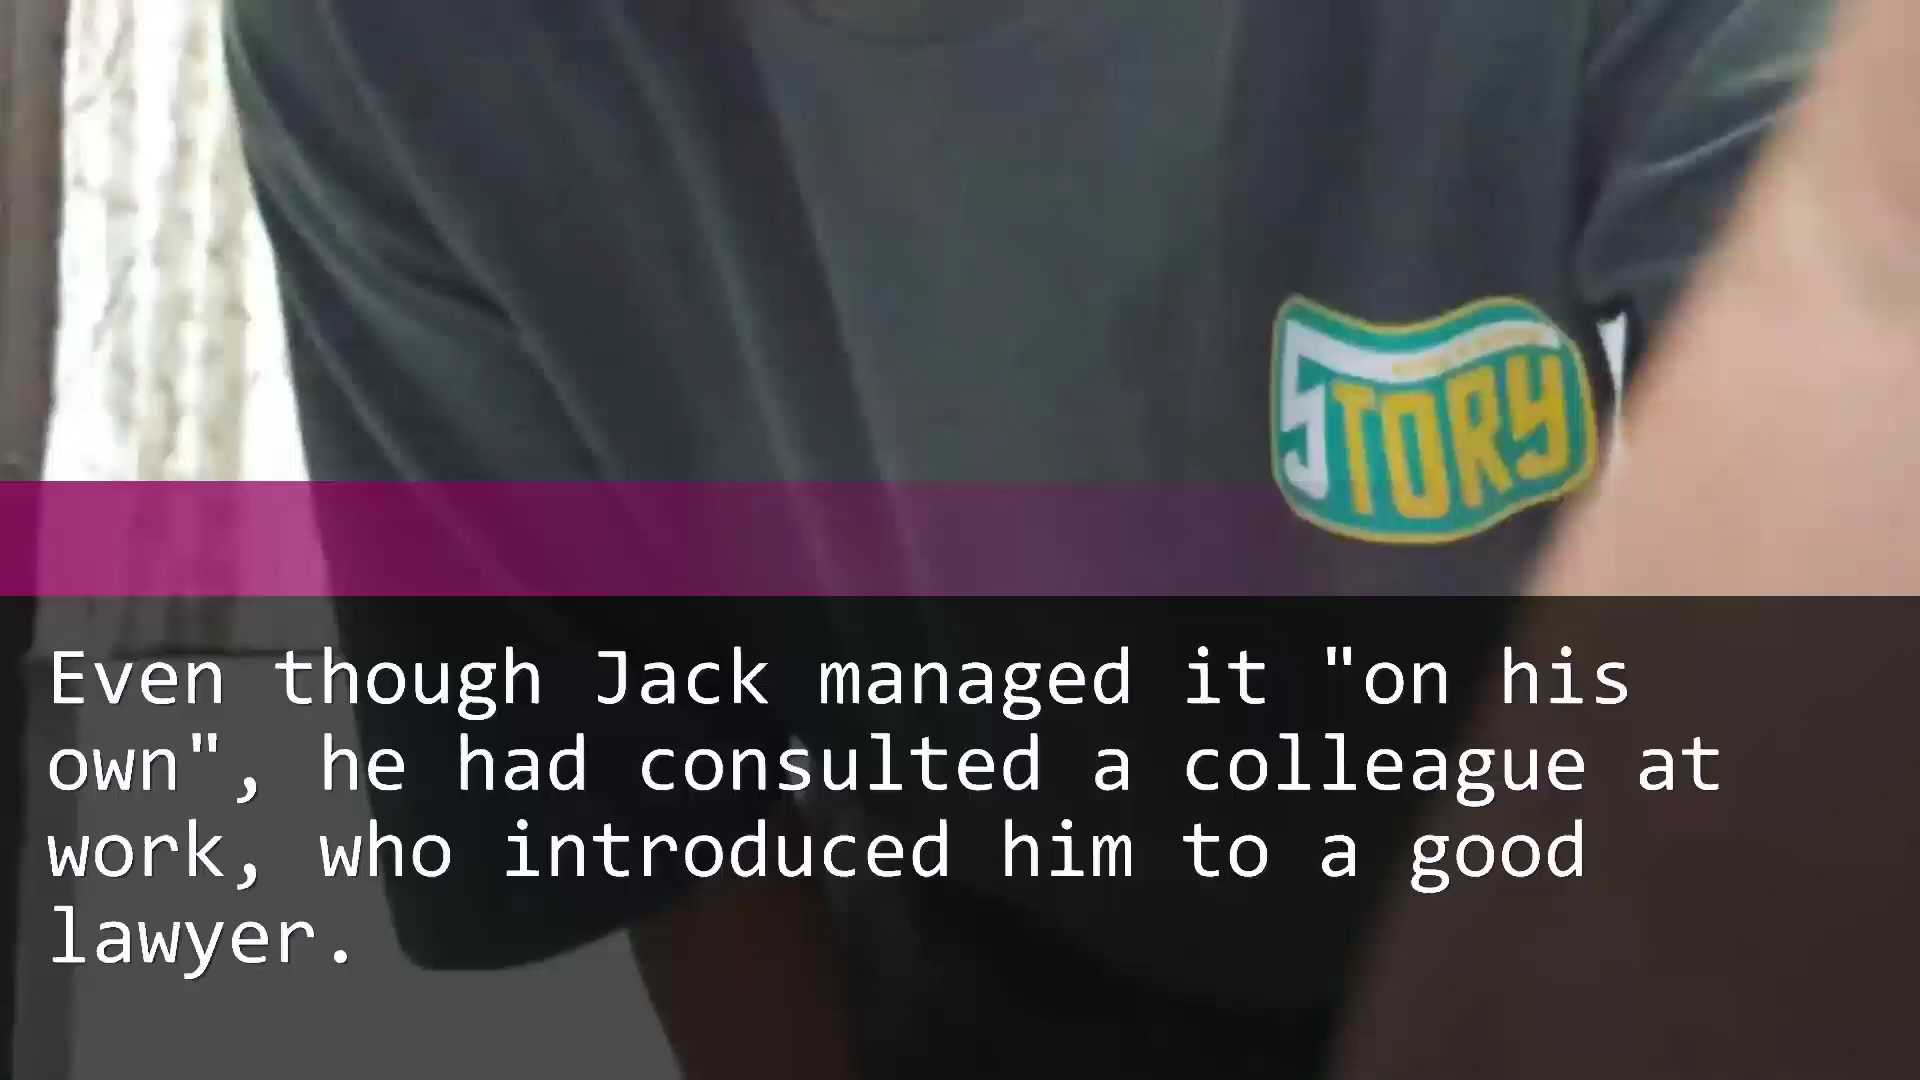 STORY
Even though Jack managed it "on his
own", he had consulted a colleague at
work, who introduced him to a good
lawyer.